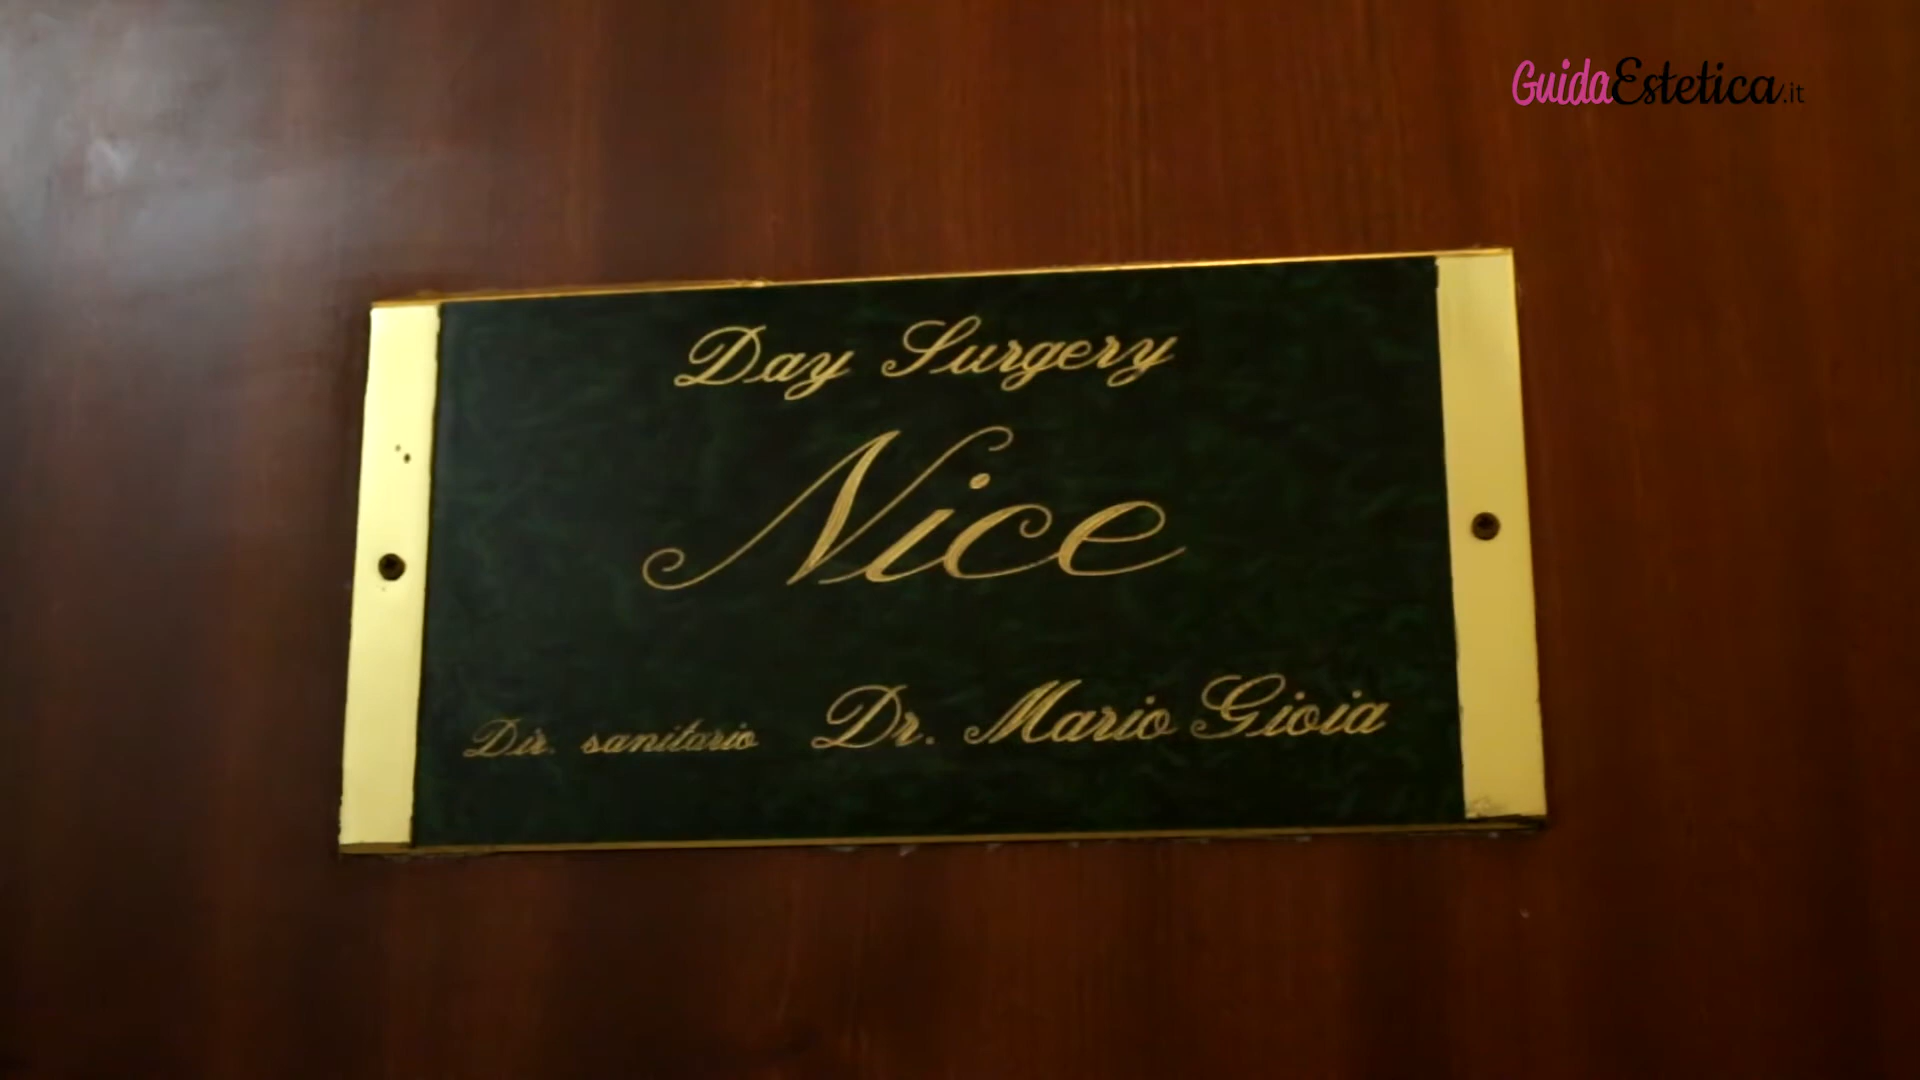 GuidaEstetica.it
Day Surgery
Nice
Dir. sanitario Dr. Mario Gioia